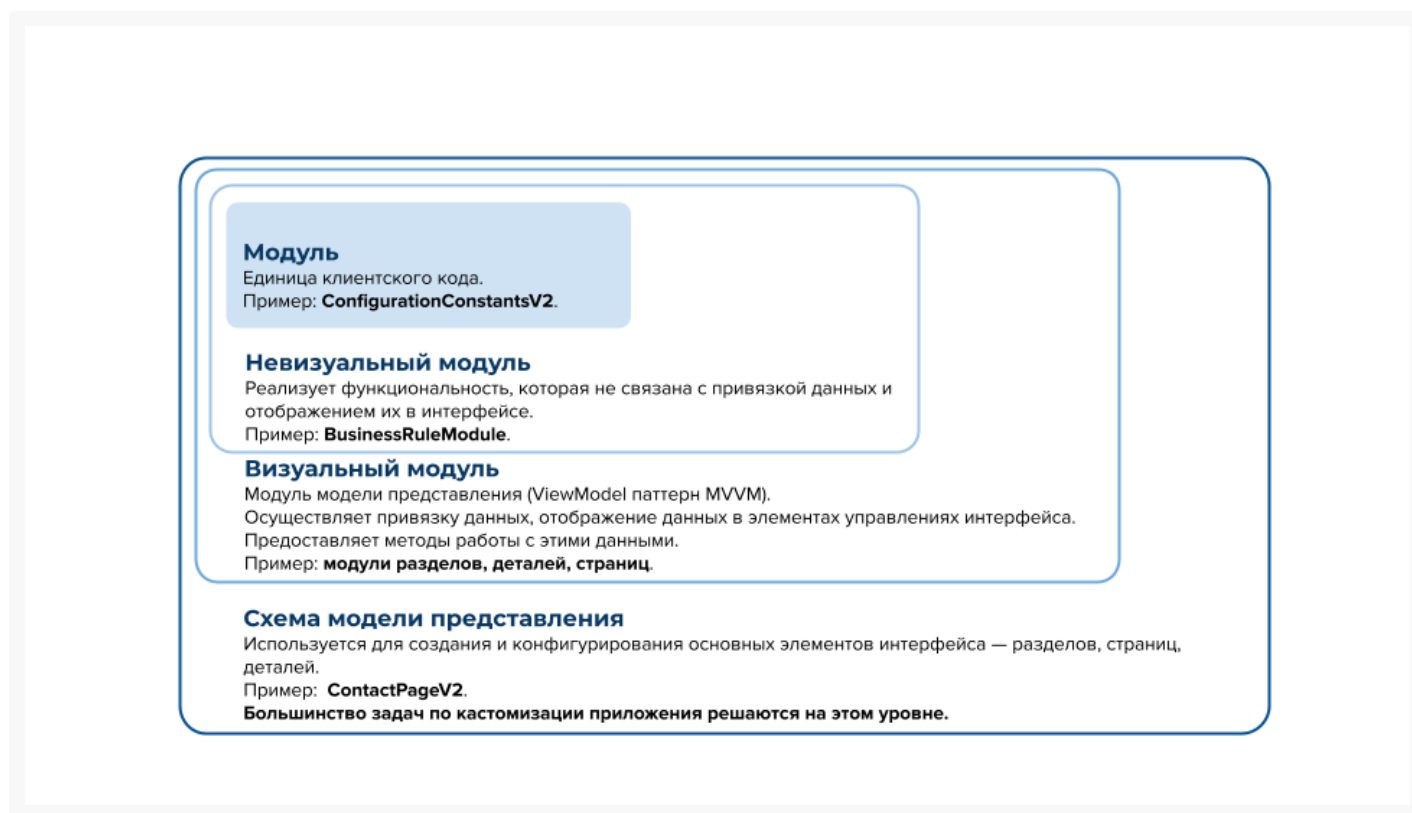 Модуль
Единица клиентского кода.
Пример: ConfigurationConstantsV2.
Невизуальный модуль
Реализует функциональность, которая не связана с привязкой данных и
отображением их в интерфейсе.
Пример: BusinessRuleModule.
Визуальный модуль
Модуль модели представления (ViewModel паттерн MVVM).
Осуществляет привязку данных, отображение данных в элементах управлениях интерфейса.
Предоставляет методы работы с этими данными.
Пример: модули разделов, деталей, страниц.
Схема модели представления
Используется для создания и конфигурирования основных элементов интерфейса — разделов, страниц,
деталей.
Пример: ContactPageV2.
Большинство задач по кастомизации приложения решаются на этом уровне.